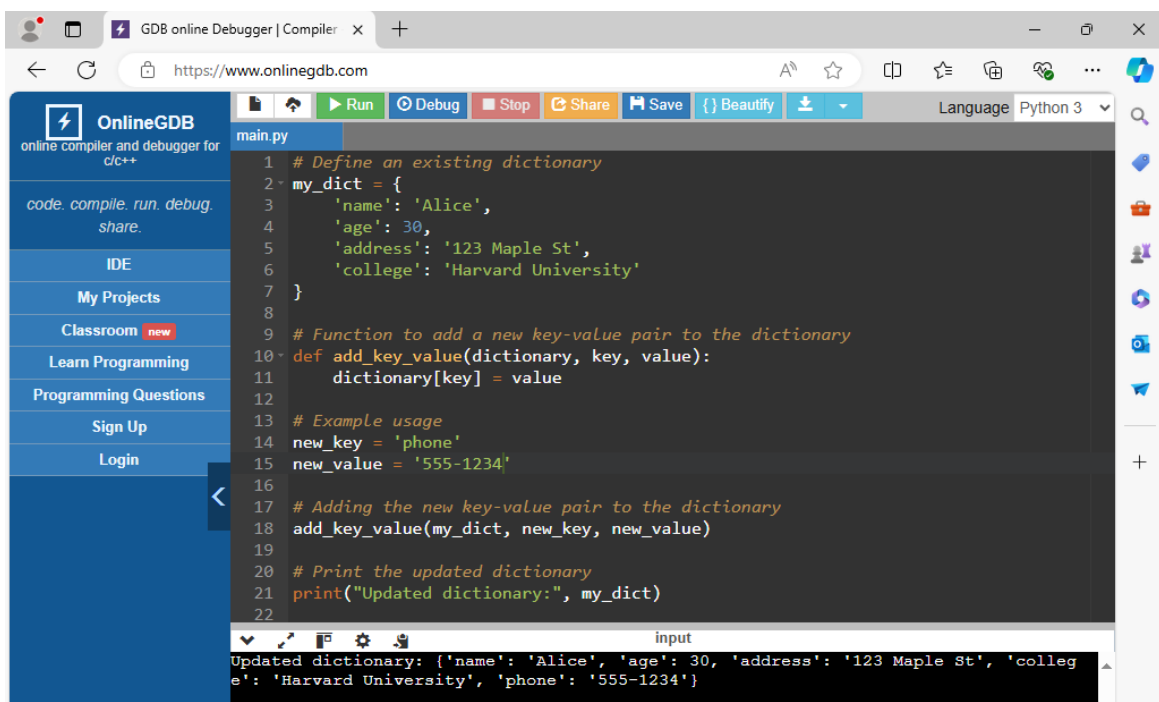 GDB online Debugger | Compiler
https://www.onlinegdb.com
OnlineGDB
online compiler and debugger for
c/c++
code. compile. run. debug.
share.
IDE
My Projects
Classroom new
Learn Programming
Programming Questions
Sign Up
Login
Run Debug Stop Share Save {} Beautify Language Python 3
main.py
1 # Define an existing dictionary
2 my_dict = {
3     'name': 'Alice',
4     'age': 30,
5     'address': '123 Maple St',
6     'college': 'Harvard University'
7 }
8
9 # Function to add a new key-value pair to the dictionary
10 def add_key_value(dictionary, key, value):
11     dictionary[key] = value
12
13 # Example usage
14 new_key = 'phone'
15 new_value = '555-1234'
16
17 # Adding the new key-value pair to the dictionary
18 add_key_value(my_dict, new_key, new_value)
19
20 # Print the updated dictionary
21 print("Updated dictionary:", my_dict)
22
input
Updated dictionary: {'name': 'Alice', 'age': 30, 'address': '123 Maple St', 'colleg
e': 'Harvard University', 'phone': '555-1234'}